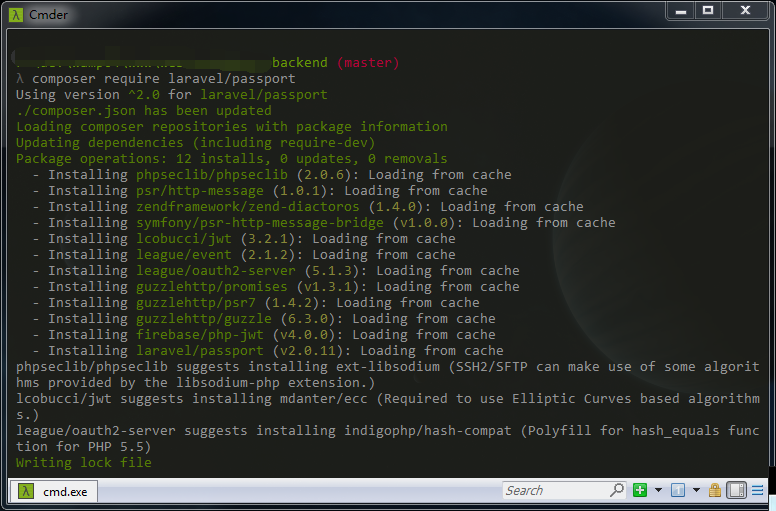 Cmder
backend (master)
λ composer require laravel/passport
Using version ^2.0 for laravel/passport
./composer.json has been updated
Loading composer repositories with package information
Updating dependencies (including require-dev)
Package operations: 12 installs, 0 updates, 0 removals
- Installing phpseclib/phpseclib (2.0.6): Loading from cache
- Installing psr/http-message (1.0.1): Loading from cache
- Installing zendframework/zend-diactoros (1.4.0): Loading from cache
- Installing symfony/psr-http-message-bridge (v1.0.0): Loading from cache
- Installing lcobucci/jwt (3.2.1): Loading from cache
- Installing league/event (2.1.2): Loading from cache
- Installing league/oauth2-server (5.1.3): Loading from cache
- Installing guzzlehttp/promises (v1.3.1): Loading from cache
- Installing guzzlehttp/psr7 (1.4.2): Loading from cache
- Installing guzzlehttp/guzzle (6.3.0): Loading from cache
- Installing firebase/php-jwt (v4.0.0): Loading from cache
- Installing laravel/passport (v2.0.11): Loading from cache
phpseclib/phpseclib suggests installing ext-libsodium (SSH2/SFTP can make use of some algorit
hms provided by the libsodium-php extension.)
lcobucci/jwt suggests installing mdanter/ecc (Required to use Elliptic Curves based algorithm
s.)
league/oauth2-server suggests installing indigophp/hash-compat (Polyfill for hash_equals func
tion for PHP 5.5)
Writing lock file
λ cmd.exe
Search